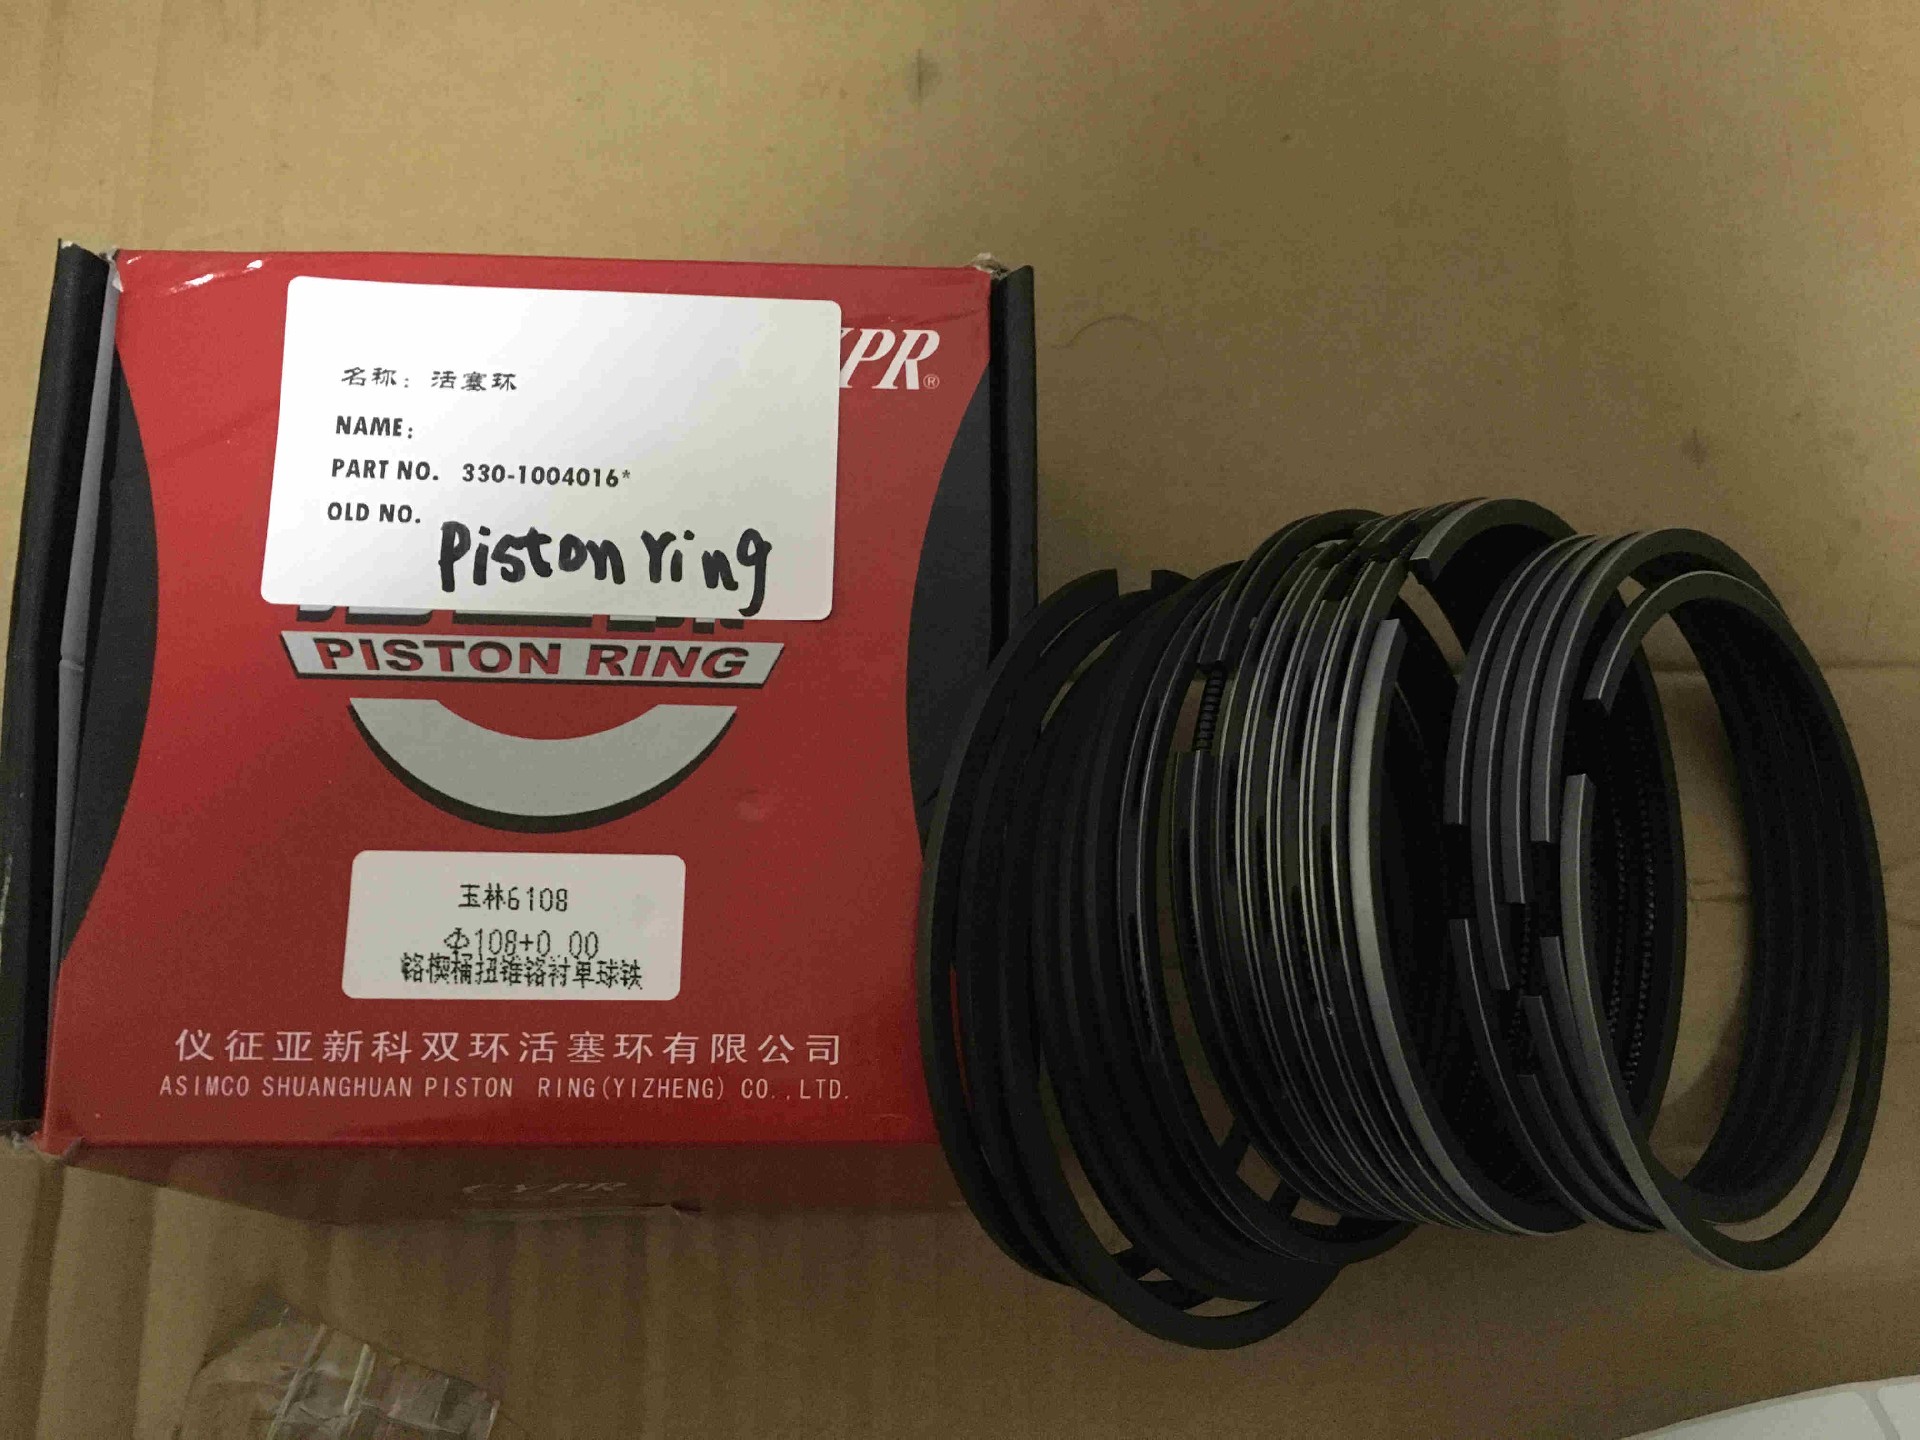 YPR®
名称：活塞环
NAME:
PART NO. 330-1004016*
OLD NO.
Piston ring
PISTON RING
玉林6108
Φ108+0.00
铬楔桶扭锥铬衬单球铁
仪征亚新科双环活塞环有限公司
ASIMCO SHUANGHUAN PISTON RING(YIZHENG) CO.,LTD.
CYPR